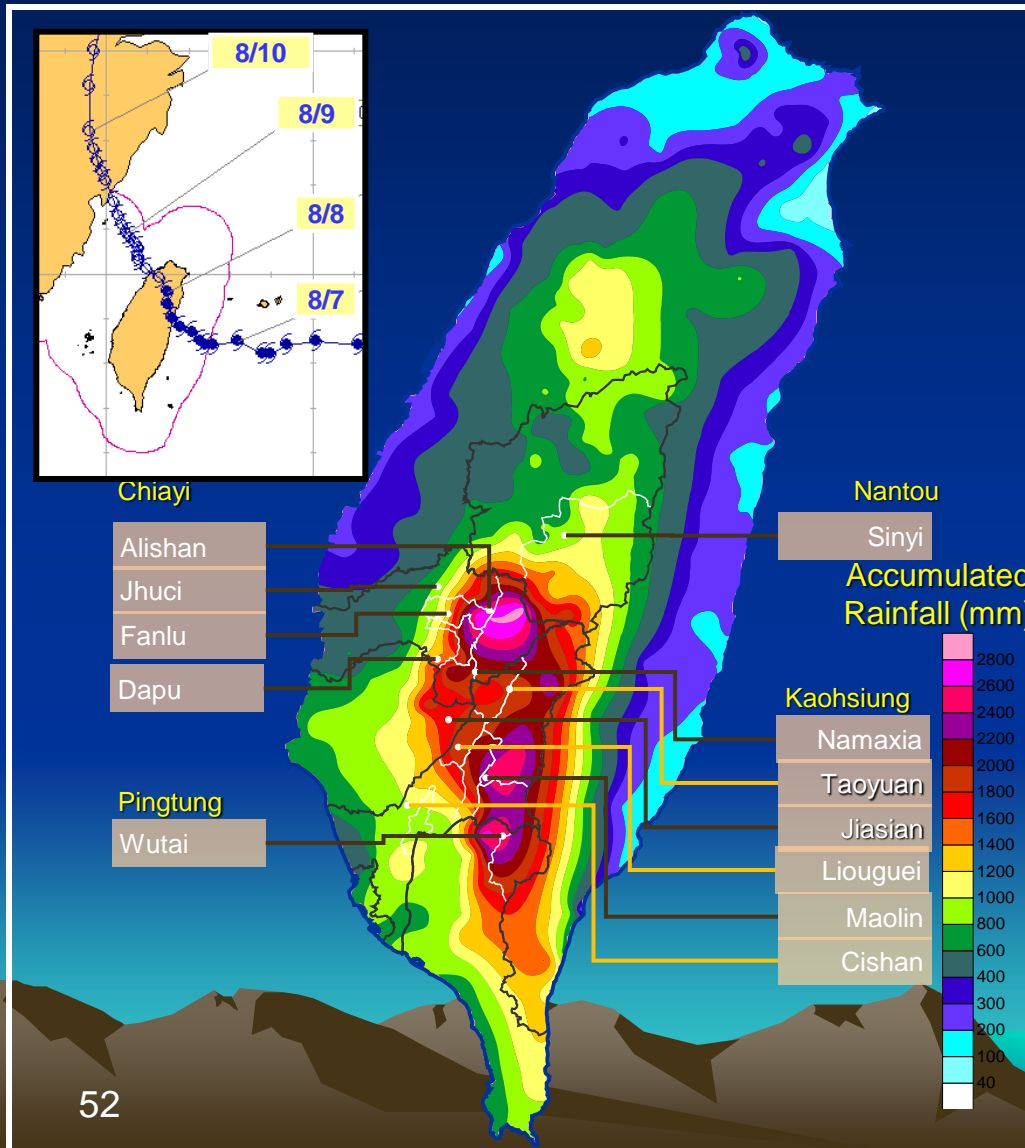 8/10
8/9
8/8
8/7
Chiayi
Alishan
Jhuci
Fanlu
Dapu
Pingtung
Wutai
Nantou
Sinyi
Accumulated
Rainfall (mm)
2800
2600
2400
2200
2000
1800
1600
1400
1200
1000
800
600
400
300
200
100
40
Kaohsiung
Namaxia
Taoyuan
Jiasian
Liouguei
Maolin
Cishan
52